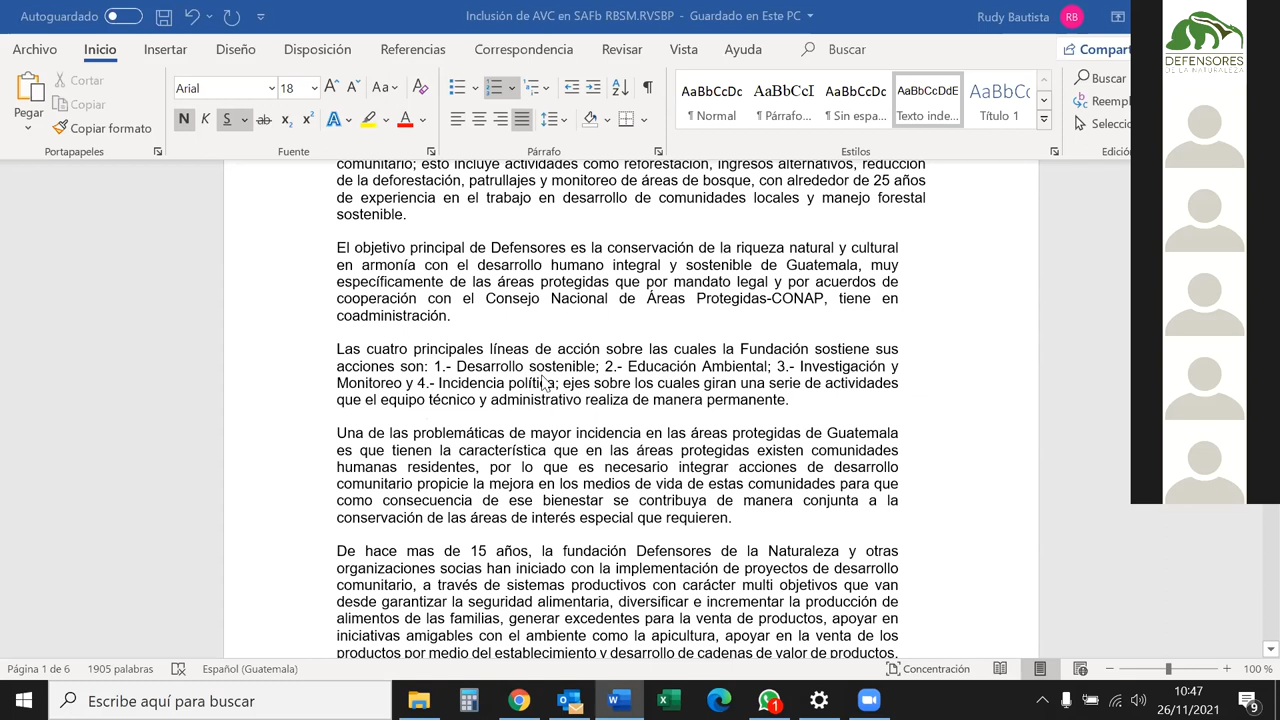 Autoguardado
Inclusión de AVC en SAFb RBSM.RVSBP - Guardado en Este PC
Rudy Bautista
RB
Archivo
Inicio
Insertar
Diseño
Disposición
Referencias
Correspondencia
Revisar
Vista
Ayuda
Buscar
Compart
Pegar
Cortar
Copiar
Copiar formato
Portapapeles
Arial
18
Aa
N
K
S
ab
x₂
x²
A
A
Fuente
Párrafo
AaBbCcDc
¶ Normal
AaBbCcI
¶ Párrafo...
AaBbCcDc
¶ Sin espa...
AaBbCcDdE
Texto inde...
AaBbCc
Título 1
Estilos
Buscar
Reempl
Selecci
Edició
comunitario; esto incluye actividades como reforestación, ingresos alternativos, reducción
de la deforestación, patrullajes y monitoreo de áreas de bosque, con alrededor de 25 años
de experiencia en el trabajo en desarrollo de comunidades locales y manejo forestal
sostenible.
El objetivo principal de Defensores es la conservación de la riqueza natural y cultural
en armonía con el desarrollo humano integral y sostenible de Guatemala, muy
específicamente de las áreas protegidas que por mandato legal y por acuerdos de
cooperación con el Consejo Nacional de Áreas Protegidas-CONAP, tiene en
coadministración.
Las cuatro principales líneas de acción sobre las cuales la Fundación sostiene sus
acciones son: 1.- Desarrollo sostenible; 2.- Educación Ambiental; 3.- Investigación y
Monitoreo y 4.- Incidencia política; ejes sobre los cuales giran una serie de actividades
que el equipo técnico y administrativo realiza de manera permanente.
Una de las problemáticas de mayor incidencia en las áreas protegidas de Guatemala
es que tienen la característica que en las áreas protegidas existen comunidades
humanas residentes, por lo que es necesario integrar acciones de desarrollo
comunitario propicie la mejora en los medios de vida de estas comunidades para que
como consecuencia de ese bienestar se contribuya de manera conjunta a la
conservación de las áreas de interés especial que requieren.
De hace mas de 15 años, la fundación Defensores de la Naturaleza y otras
organizaciones socias han iniciado con la implementación de proyectos de desarrollo
comunitario, a través de sistemas productivos con carácter multi objetivos que van
desde garantizar la seguridad alimentaria, diversificar e incrementar la producción de
alimentos de las familias, generar excedentes para la venta de productos, apoyar en
iniciativas amigables con el ambiente como la apicultura, apoyar en la venta de los
productos por medio del establecimiento y desarrollo de cadenas de valor de productos.
DEFENSORES
DE LA NATURALEZA
Página 1 de 6
1905 palabras
Español (Guatemala)
Concentración
100 %
Escribe aquí para buscar
1
10:47
26/11/2021
9